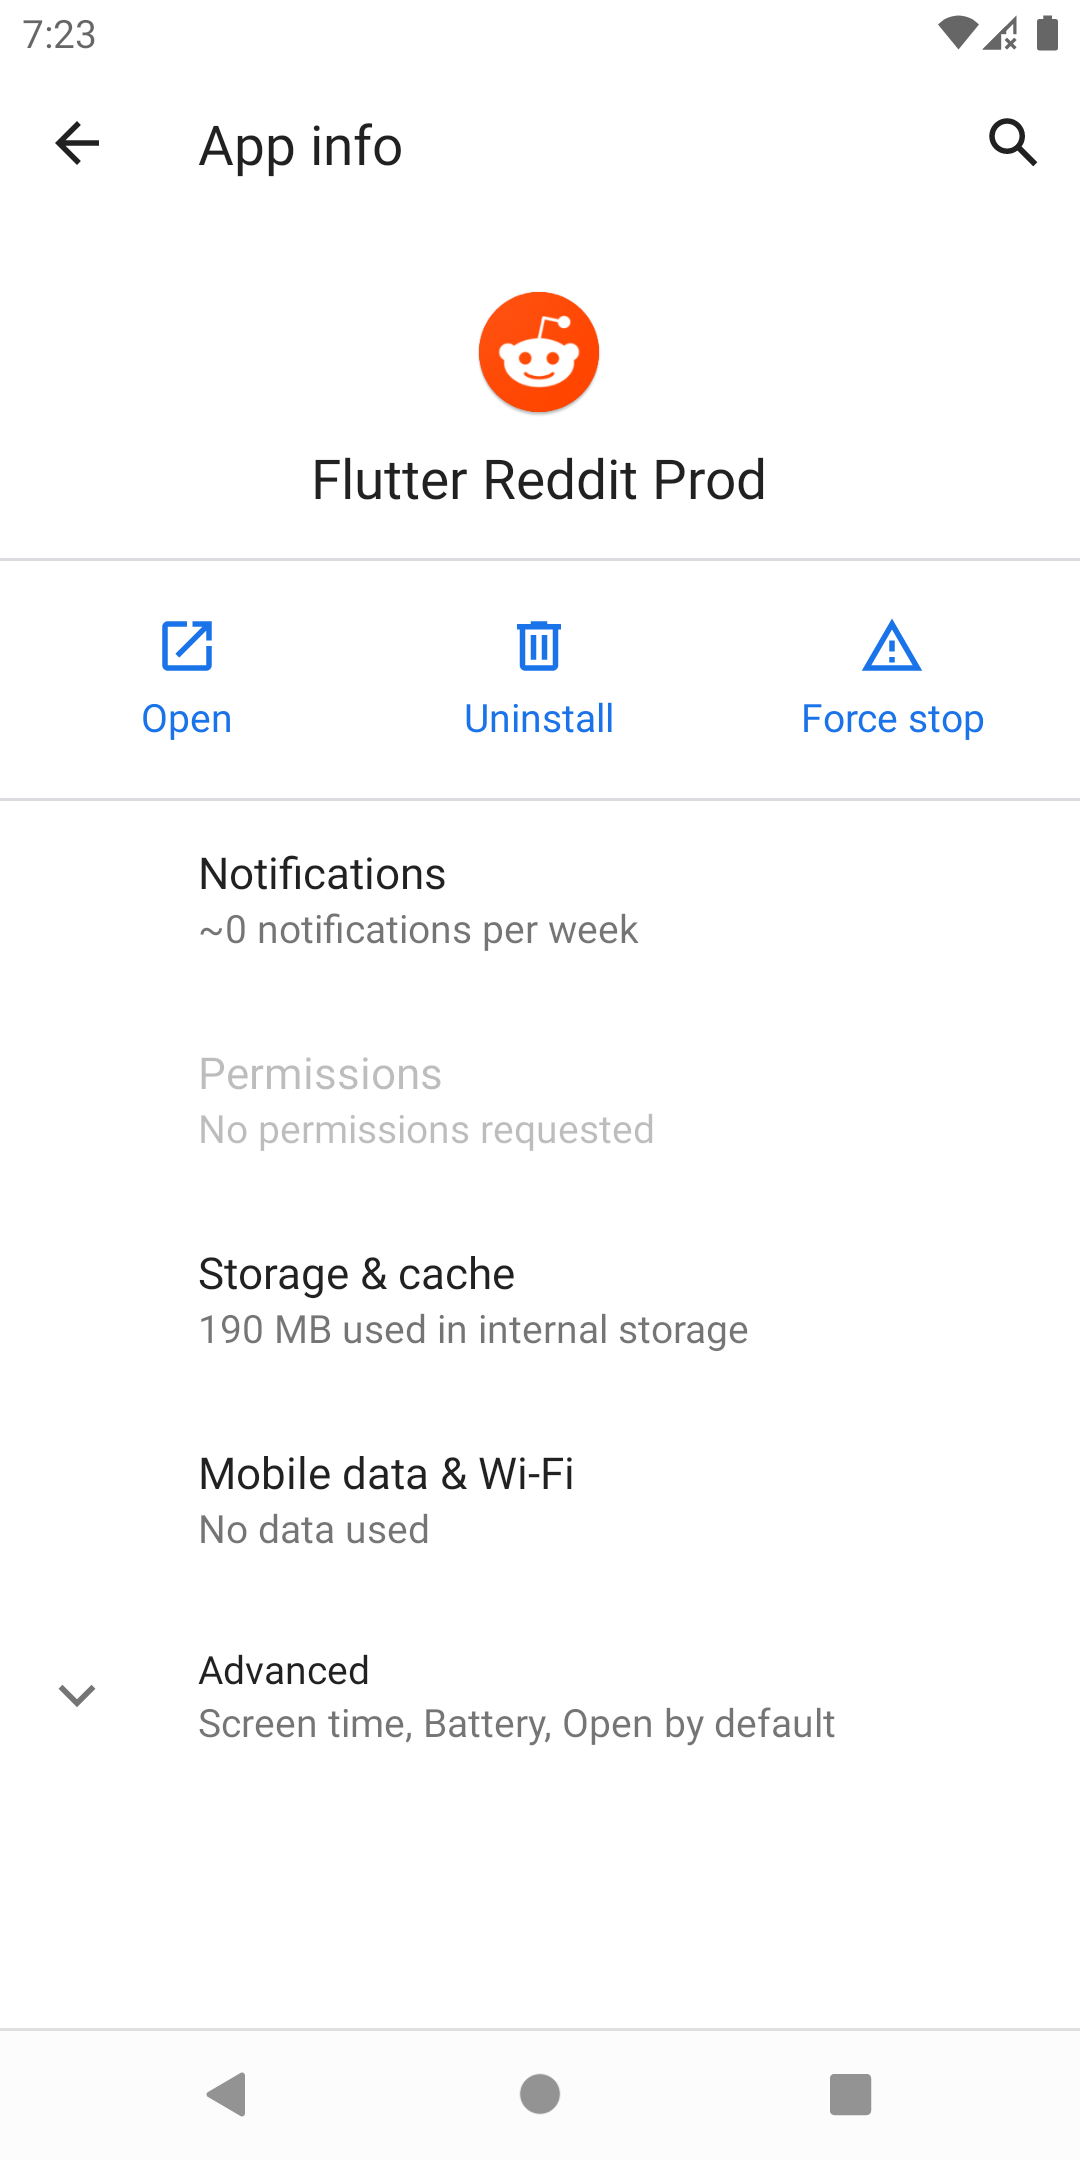 7:23
App info
Flutter Reddit Prod
Open
Uninstall
Force stop
Notifications
~0 notifications per week
Permissions
No permissions requested
Storage & cache
190 MB used in internal storage
Mobile data & Wi-Fi
No data used
Advanced
Screen time, Battery, Open by default